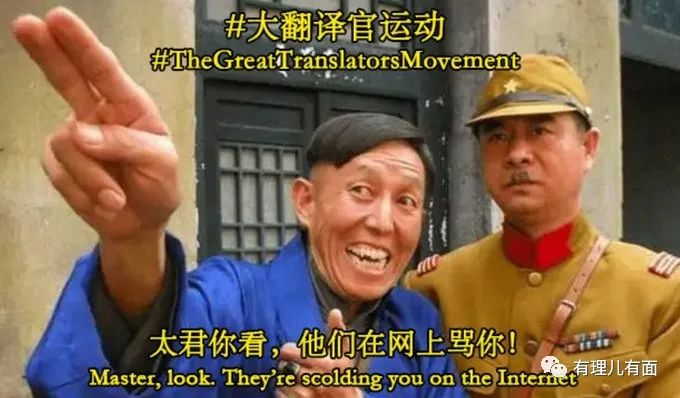 #大翻译官运动
#TheGreatTranslatorsMovement
太君你看，他们在网上骂你！
Master, look. They're scolding you on the Internet
有理儿有面